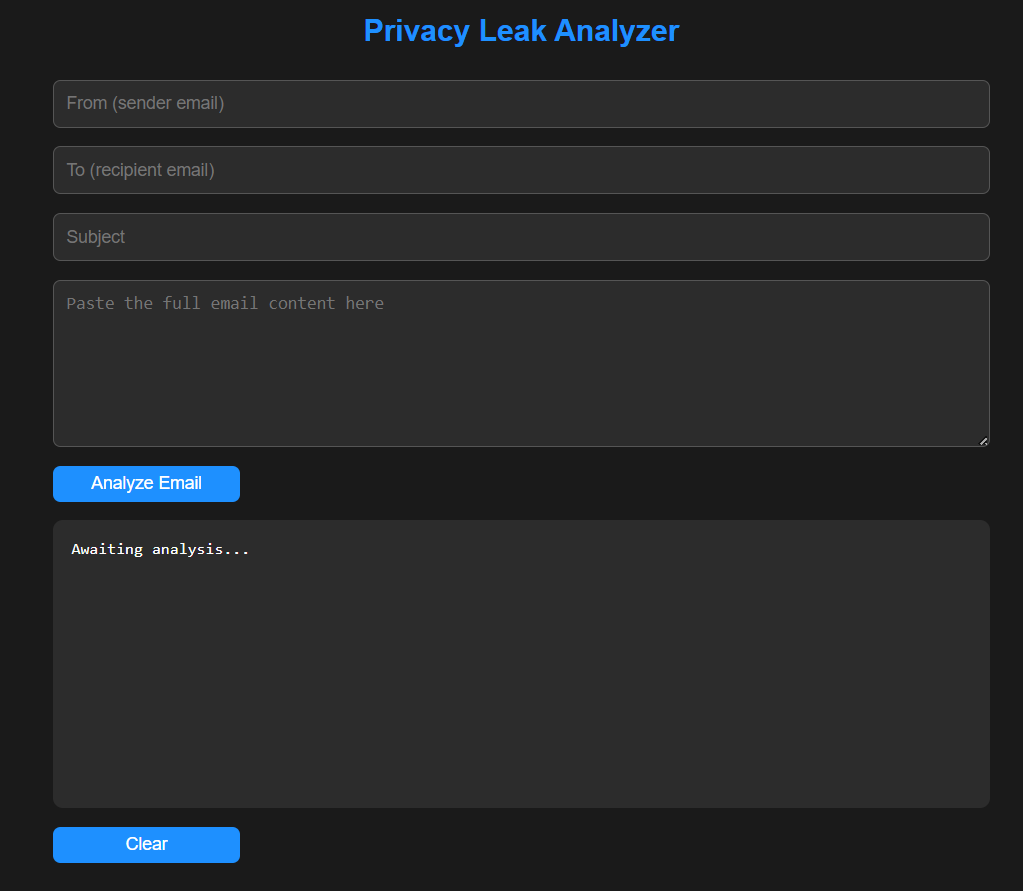 Privacy Leak Analyzer
From (sender email)
To (recipient email)
Subject
Paste the full email content here
Analyze Email
Awaiting analysis...
Clear